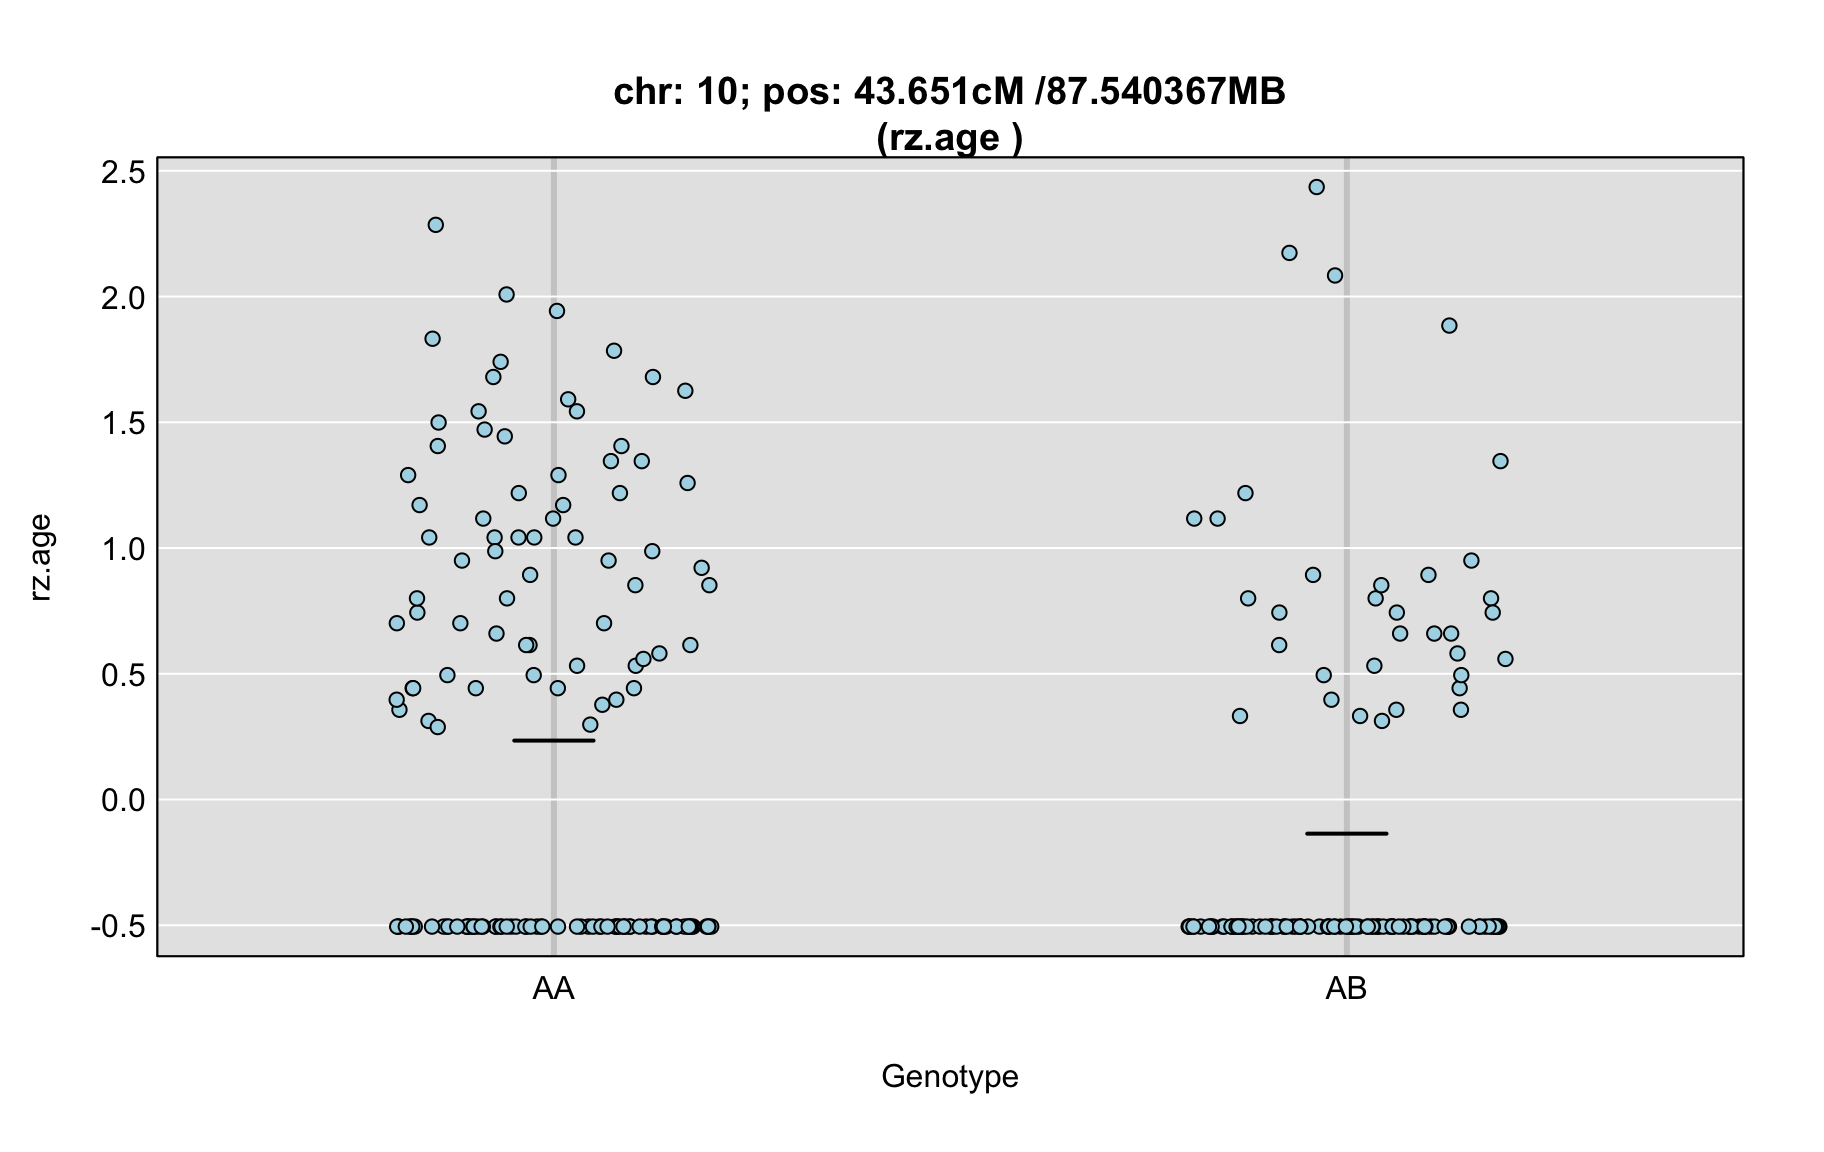 chr: 10; pos: 43.651cM /87.540367MB
(rz.age )
2.5
2.0
1.5
1.0
0.5
0.0
-0.5
rz.age
AA
AB
Genotype